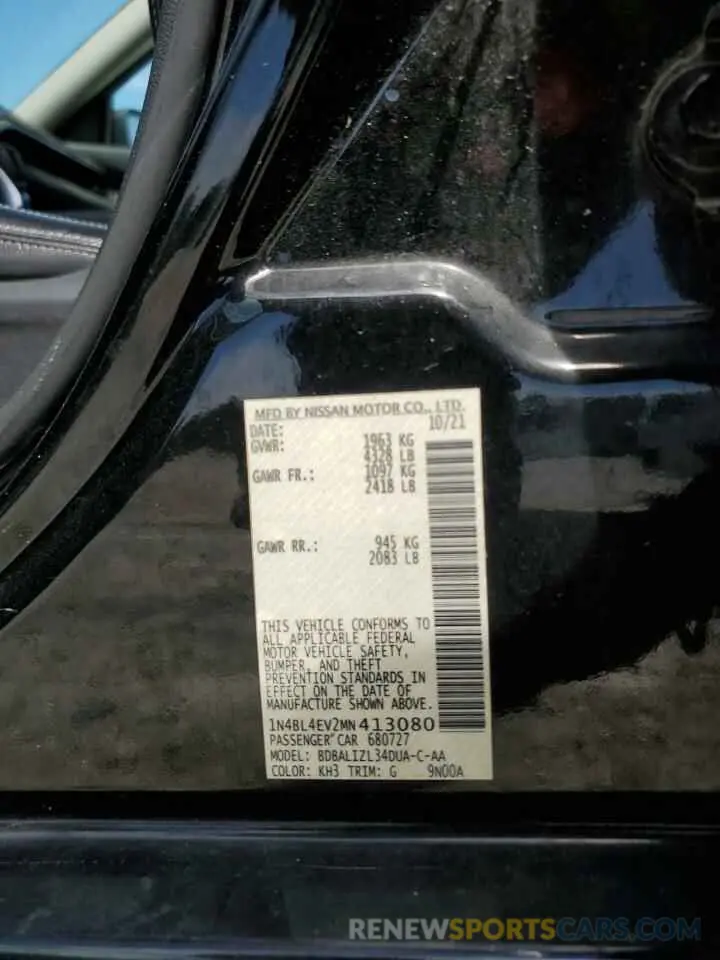 MFD BY NISSAN MOTOR CO., LTD.
DATE: 10/21
GVWR: 1963 KG
4328 LB
GAWR FR.: 1097 KG
2418 LB
GAWR RR.: 945 KG
2083 LB
THIS VEHICLE CONFORMS TO
ALL APPLICABLE FEDERAL
MOTOR VEHICLE SAFETY,
BUMPER, AND THEFT
PREVENTION STANDARDS IN
EFFECT ON THE DATE OF
MANUFACTURE SHOWN ABOVE.
1N4BL4EV2MN413080
PASSENGER CAR 680727
MODEL: BDBALIZL34DUA-C-AA
COLOR: KH3 TRIM: G 9N00A
RENEWSPORTSCARS.COM